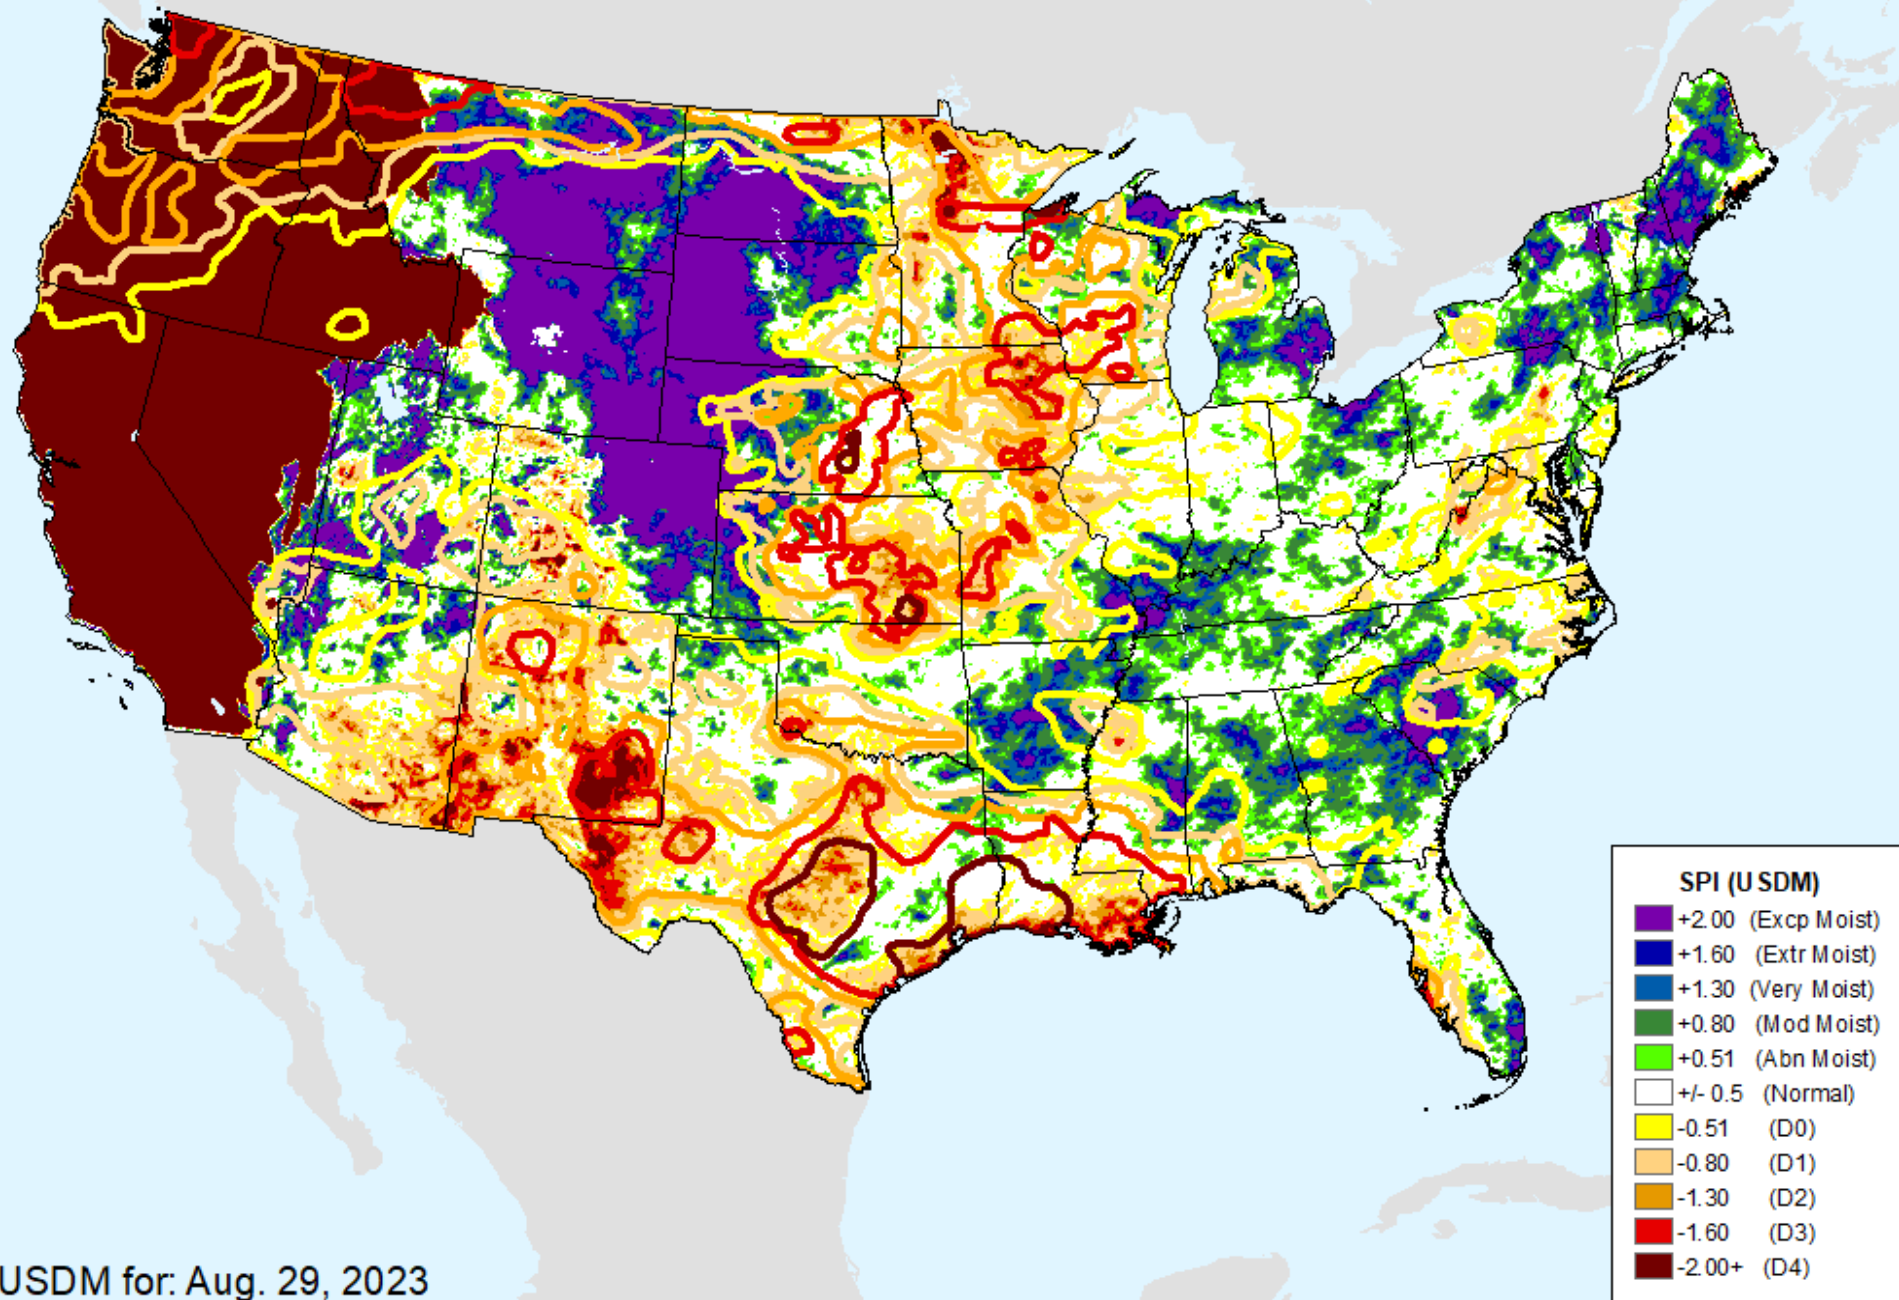 SPI (USDM)
+2.00 (Excp Moist)
+1.60 (Extr Moist)
+1.30 (Very Moist)
+0.80 (Mod Moist)
+0.51 (Abn Moist)
+/- 0.5 (Normal)
-0.51 (D0)
-0.80 (D1)
-1.30 (D2)
-1.60 (D3)
-2.00+ (D4)
USDM for: Aug. 29, 2023